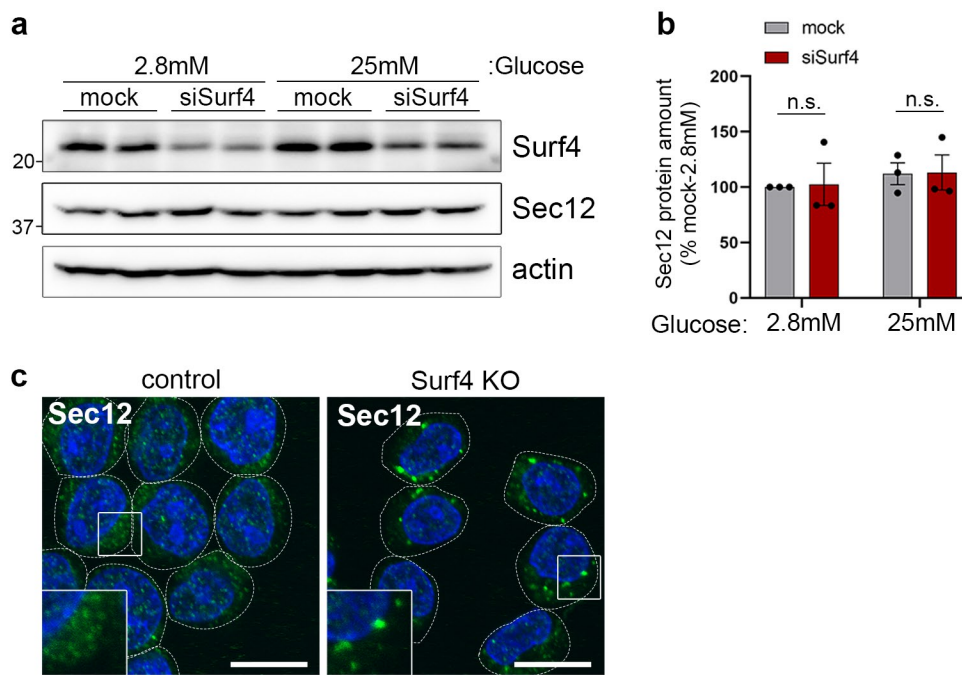 a
2.8mM 25mM :Glucose
mock siSurf4 mock siSurf4
20
Surf4
37
Sec12
actin
b
mock
siSurf4
Sec12 protein amount
(% mock-2.8mM)
200
150
100
50
0
n.s. n.s.
Glucose: 2.8mM 25mM
c
control Surf4 KO
Sec12 Sec12